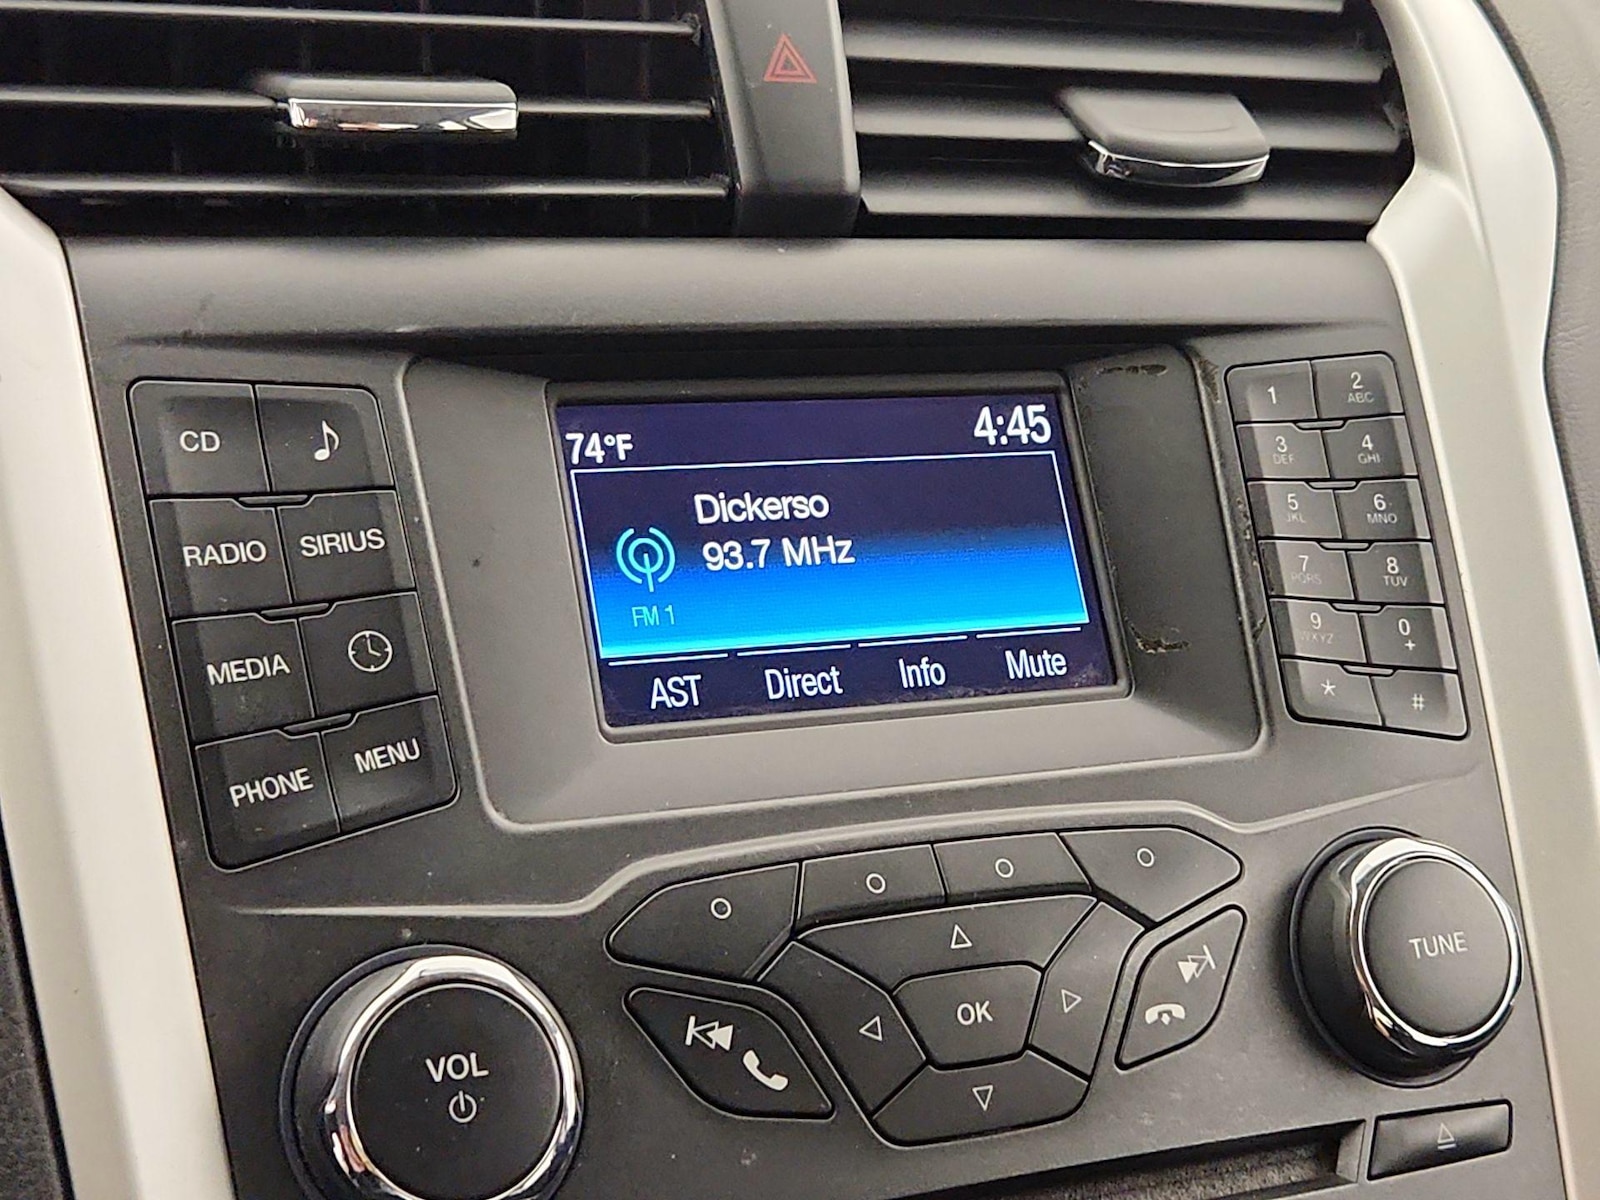 74°F 4:45
Dickerso
93.7 MHz
FM 1
AST Direct Info Mute
CD
RADIO SIRIUS
MEDIA
PHONE MENU
1 2 ABC
3 DEF 4 GHI
5 JKL 6 MNO
7 PQRS 8 TUV
9 WXYZ 0 +
* #
OK
VOL
TUNE